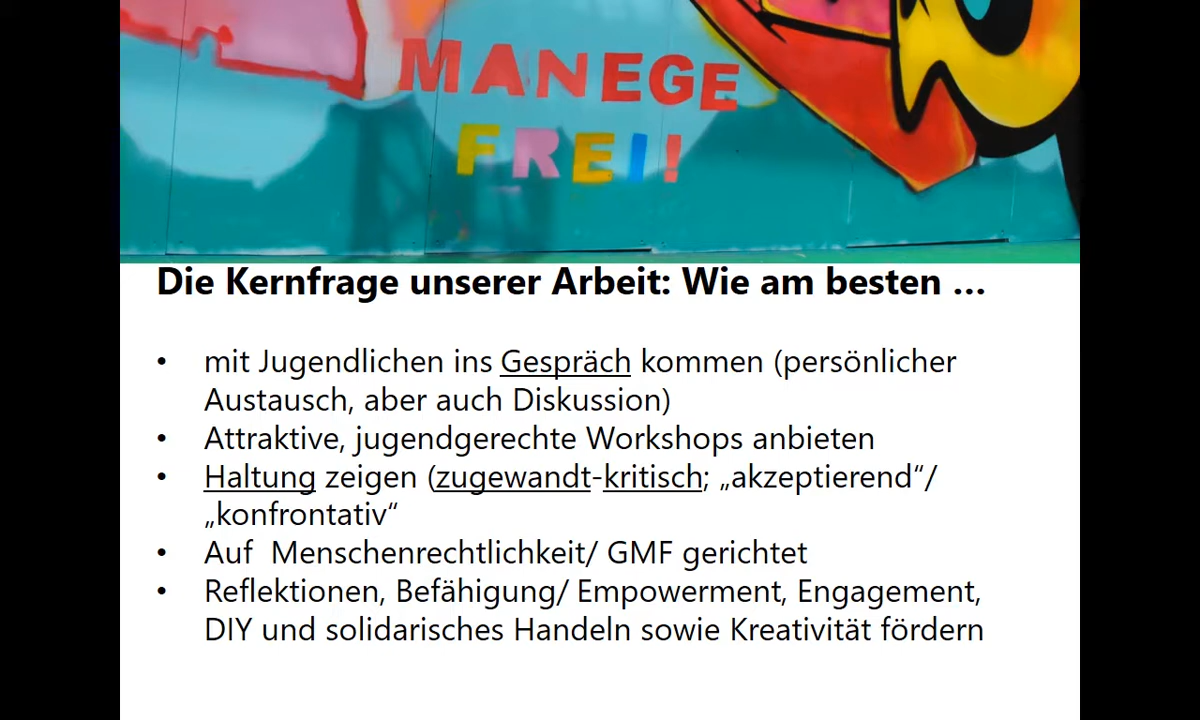 MANEGE
FREI!
Die Kernfrage unserer Arbeit: Wie am besten …
• mit Jugendlichen ins Gespräch kommen (persönlicher
Austausch, aber auch Diskussion)
• Attraktive, jugendgerechte Workshops anbieten
• Haltung zeigen (zugewandt-kritisch; „akzeptierend“/
„konfrontativ“
• Auf  Menschenrechtlichkeit/ GMF gerichtet
• Reflektionen, Befähigung/ Empowerment, Engagement,
DIY und solidarisches Handeln sowie Kreativität fördern